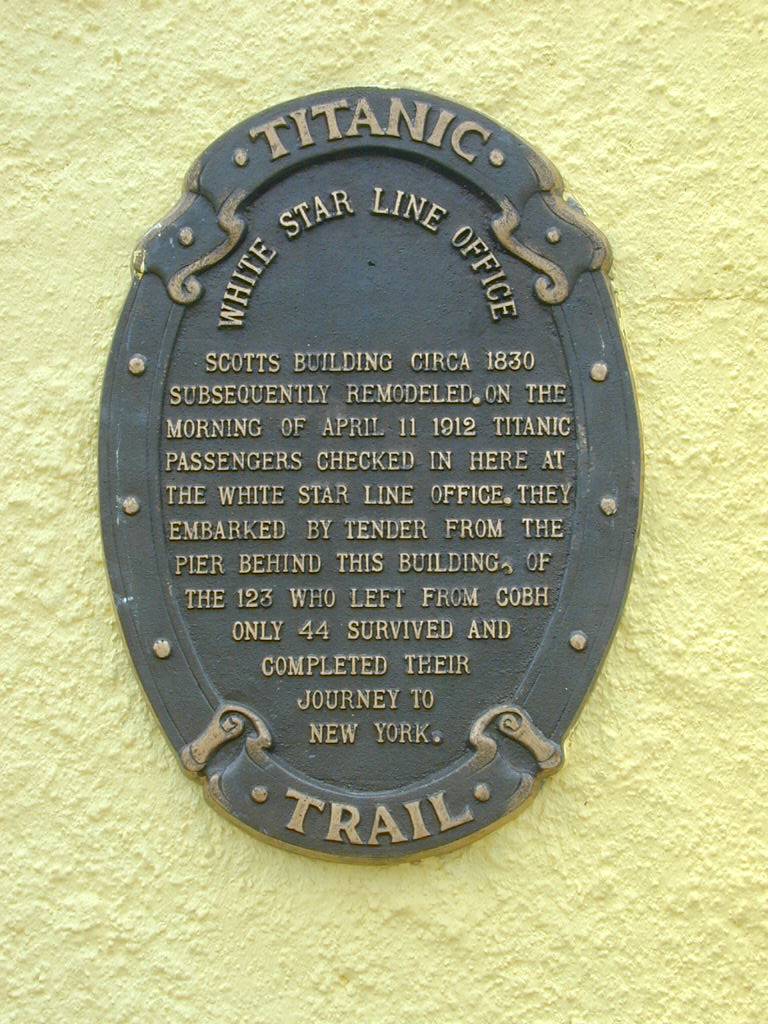 TITANIC
WHITE STAR LINE OFFICE
SCOTTS BUILDING CIRCA 1830
SUBSEQUENTLY REMODELED. ON THE
MORNING OF APRIL 11 1912 TITANIC
PASSENGERS CHECKED IN HERE AT
THE WHITE STAR LINE OFFICE. THEY
EMBARKED BY TENDER FROM THE
PIER BEHIND THIS BUILDING, OF
THE 123 WHO LEFT FROM COBH
ONLY 44 SURVIVED AND
COMPLETED THEIR
JOURNEY TO
NEW YORK.
TRAIL